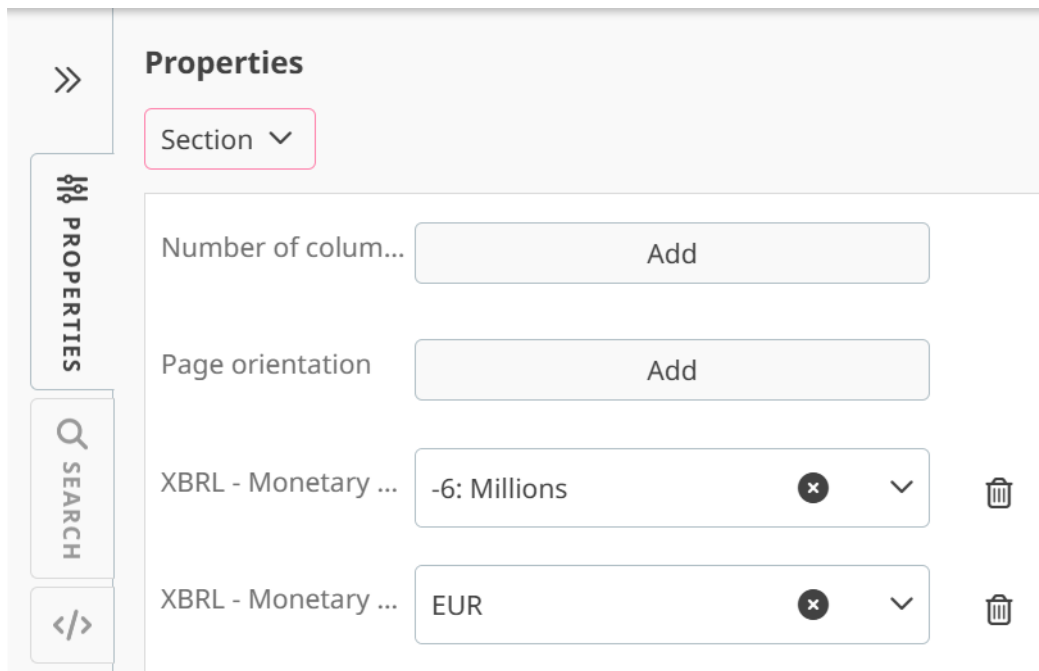 Properties
Section
PROPERTIES
SEARCH
</>
Number of colum...
Add
Page orientation
Add
XBRL - Monetary ...
-6: Millions
XBRL - Monetary ...
EUR